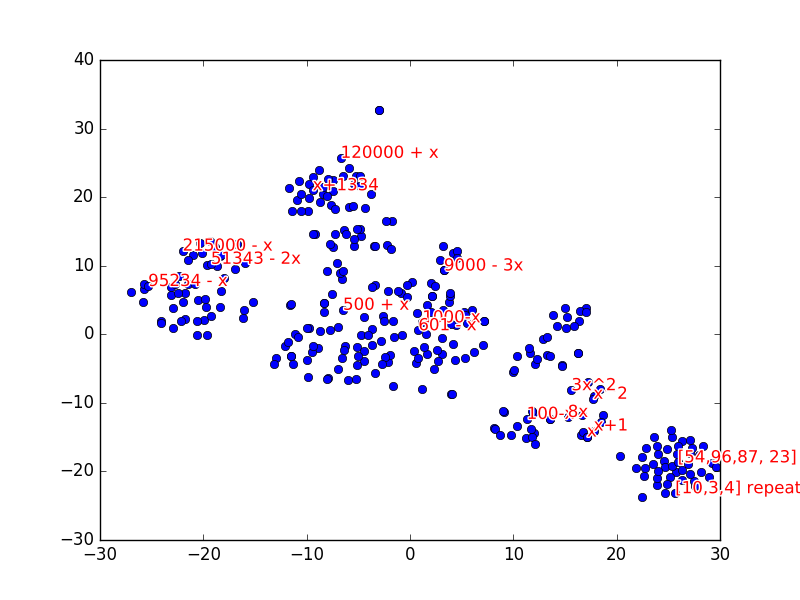 40
30
20
10
0
−10
−20
−30
−30
−20
−10
0
10
20
30
120000 + x
x+1334
215000 - x
51343 - 2x
95234 - x
9000 - 3x
500 + x
000-x
601 - x
3x^2
x^2
100-8x
x+1
x
[54,96,87, 23]
[10,3,4] repeat